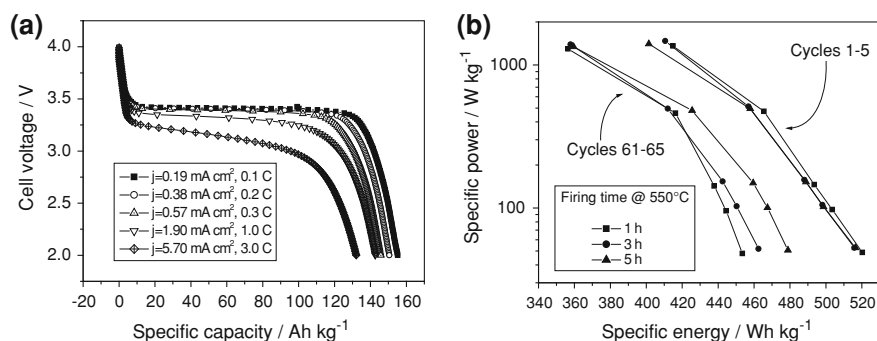 (a)
4.0
3.5
3.0
2.5
2.0
Cell voltage / V
j=0.19 mA cm², 0.1 C
j=0.38 mA cm², 0.2 C
j=0.57 mA cm², 0.3 C
j=1.90 mA cm², 1.0 C
j=5.70 mA cm², 3.0 C
0 20 40 60 80 100 120 140 160
Specific capacity / Ah kg⁻¹
(b)
1000
100
Specific power / W kg⁻¹
Cycles 1-5
Cycles 61-65
Firing time @ 550°C
1 h
3 h
5 h
340 360 380 400 420 440 460 480 500 520
Specific energy / Wh kg⁻¹